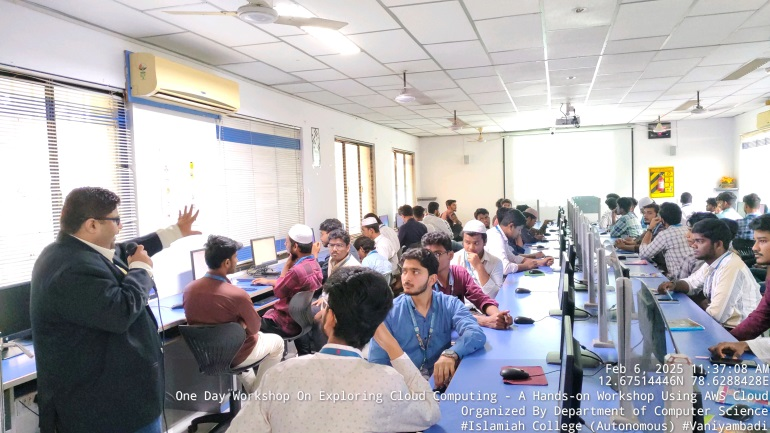 Feb 6, 2025 11:37:08 AM
12.67514446N 78.6288428E
One Day Workshop On Exploring Cloud Computing - A Hands-on Workshop Using AWS Cloud
Organized By Department of Computer Science
#Islamiah College (Autonomous) #Vaniyambadi